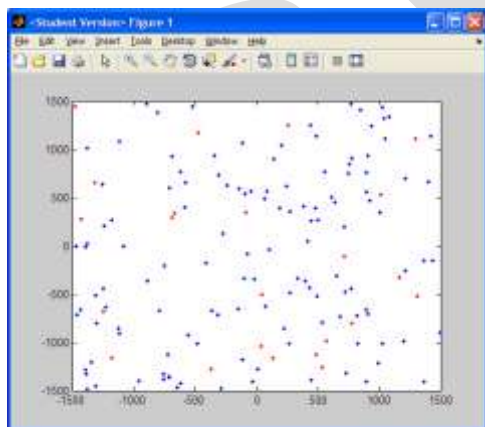 <Student Version> Figure 1
File Edit View Insert Tools Desktop Window Help
1500
1000
500
0
-500
-1000
-1500
-1500 -1000 -500 0 500 1000 1500